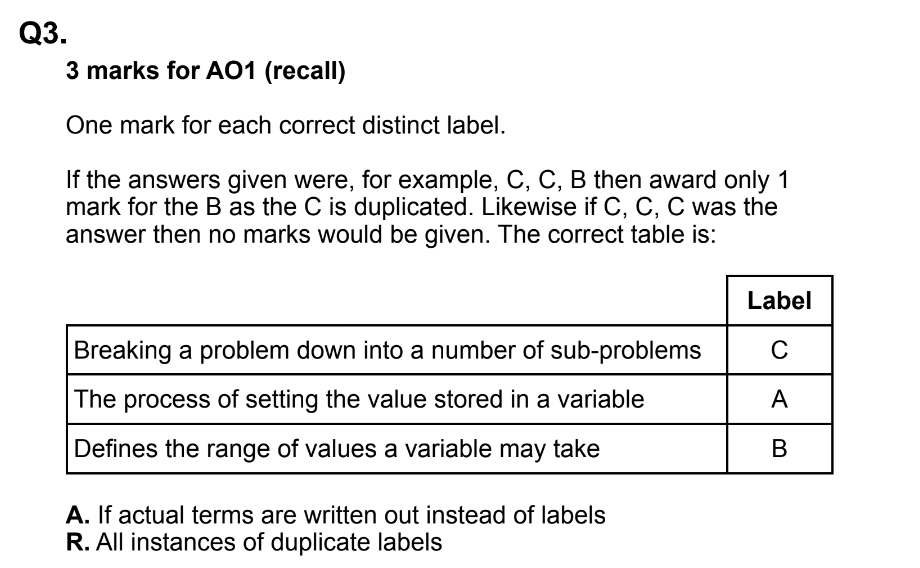 Q3.
3 marks for AO1 (recall)
One mark for each correct distinct label.
If the answers given were, for example, C, C, B then award only 1
mark for the B as the C is duplicated. Likewise if C, C, C was the
answer then no marks would be given. The correct table is:
Label
Breaking a problem down into a number of sub-problems C
The process of setting the value stored in a variable A
Defines the range of values a variable may take B
A. If actual terms are written out instead of labels
R. All instances of duplicate labels